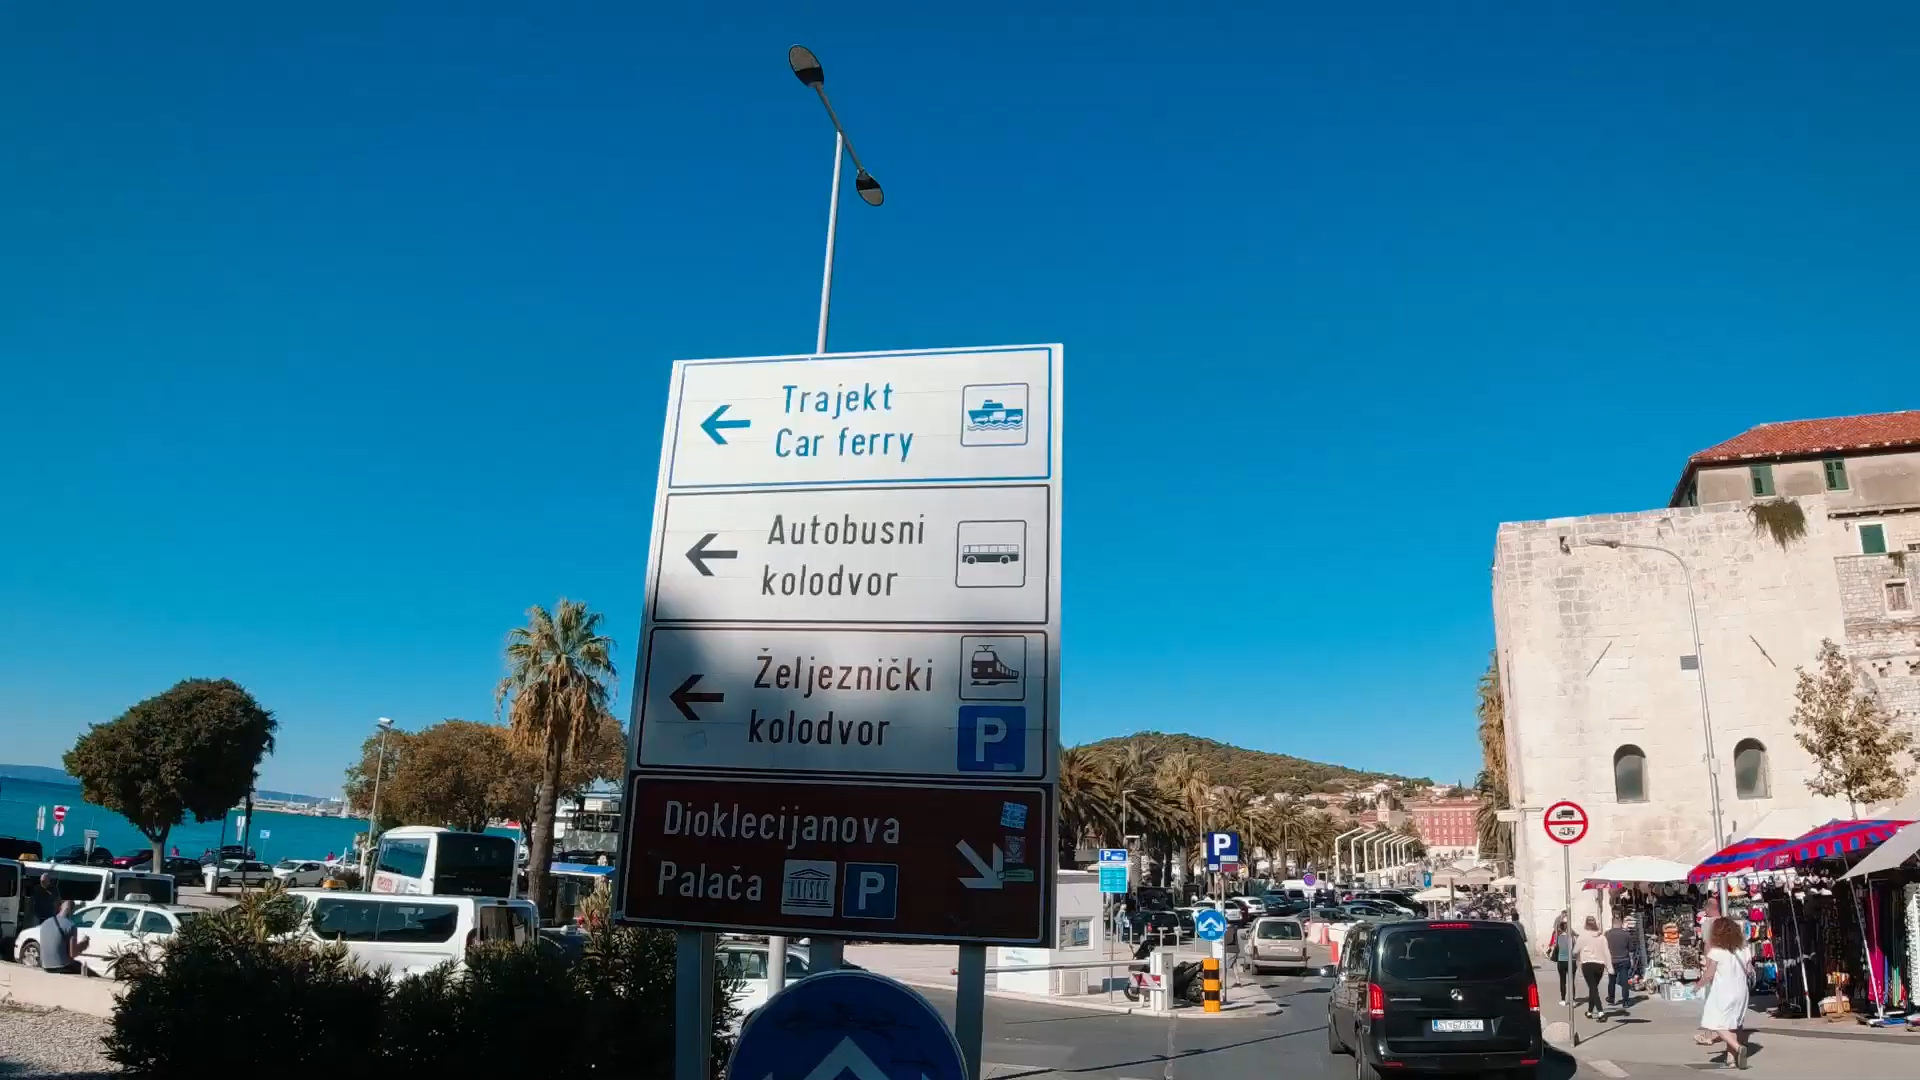 Trajekt
Car ferry
Autobusni
kolodvor
Željeznički
kolodvor
P
Dioklecijanova
Palača
P
P
P